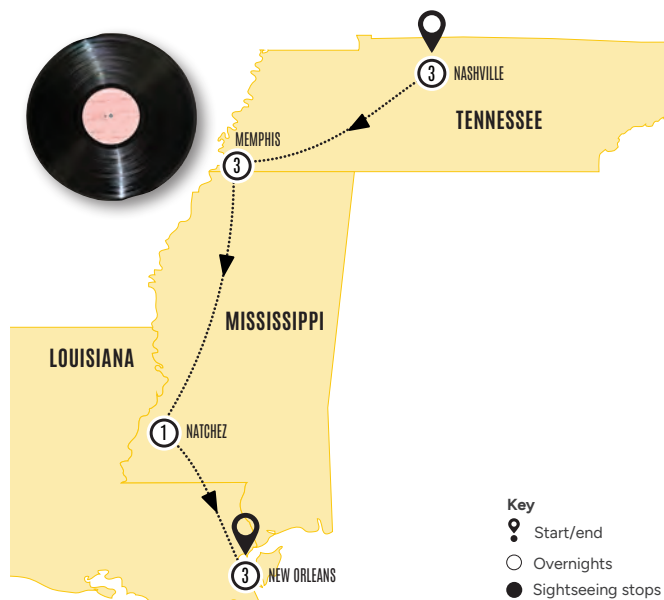 3 NASHVILLE
TENNESSEE
MEMPHIS
3
MISSISSIPPI
LOUISIANA
1 NATCHEZ
3 NEW ORLEANS
Key
Start/end
Overnights
Sightseeing stops